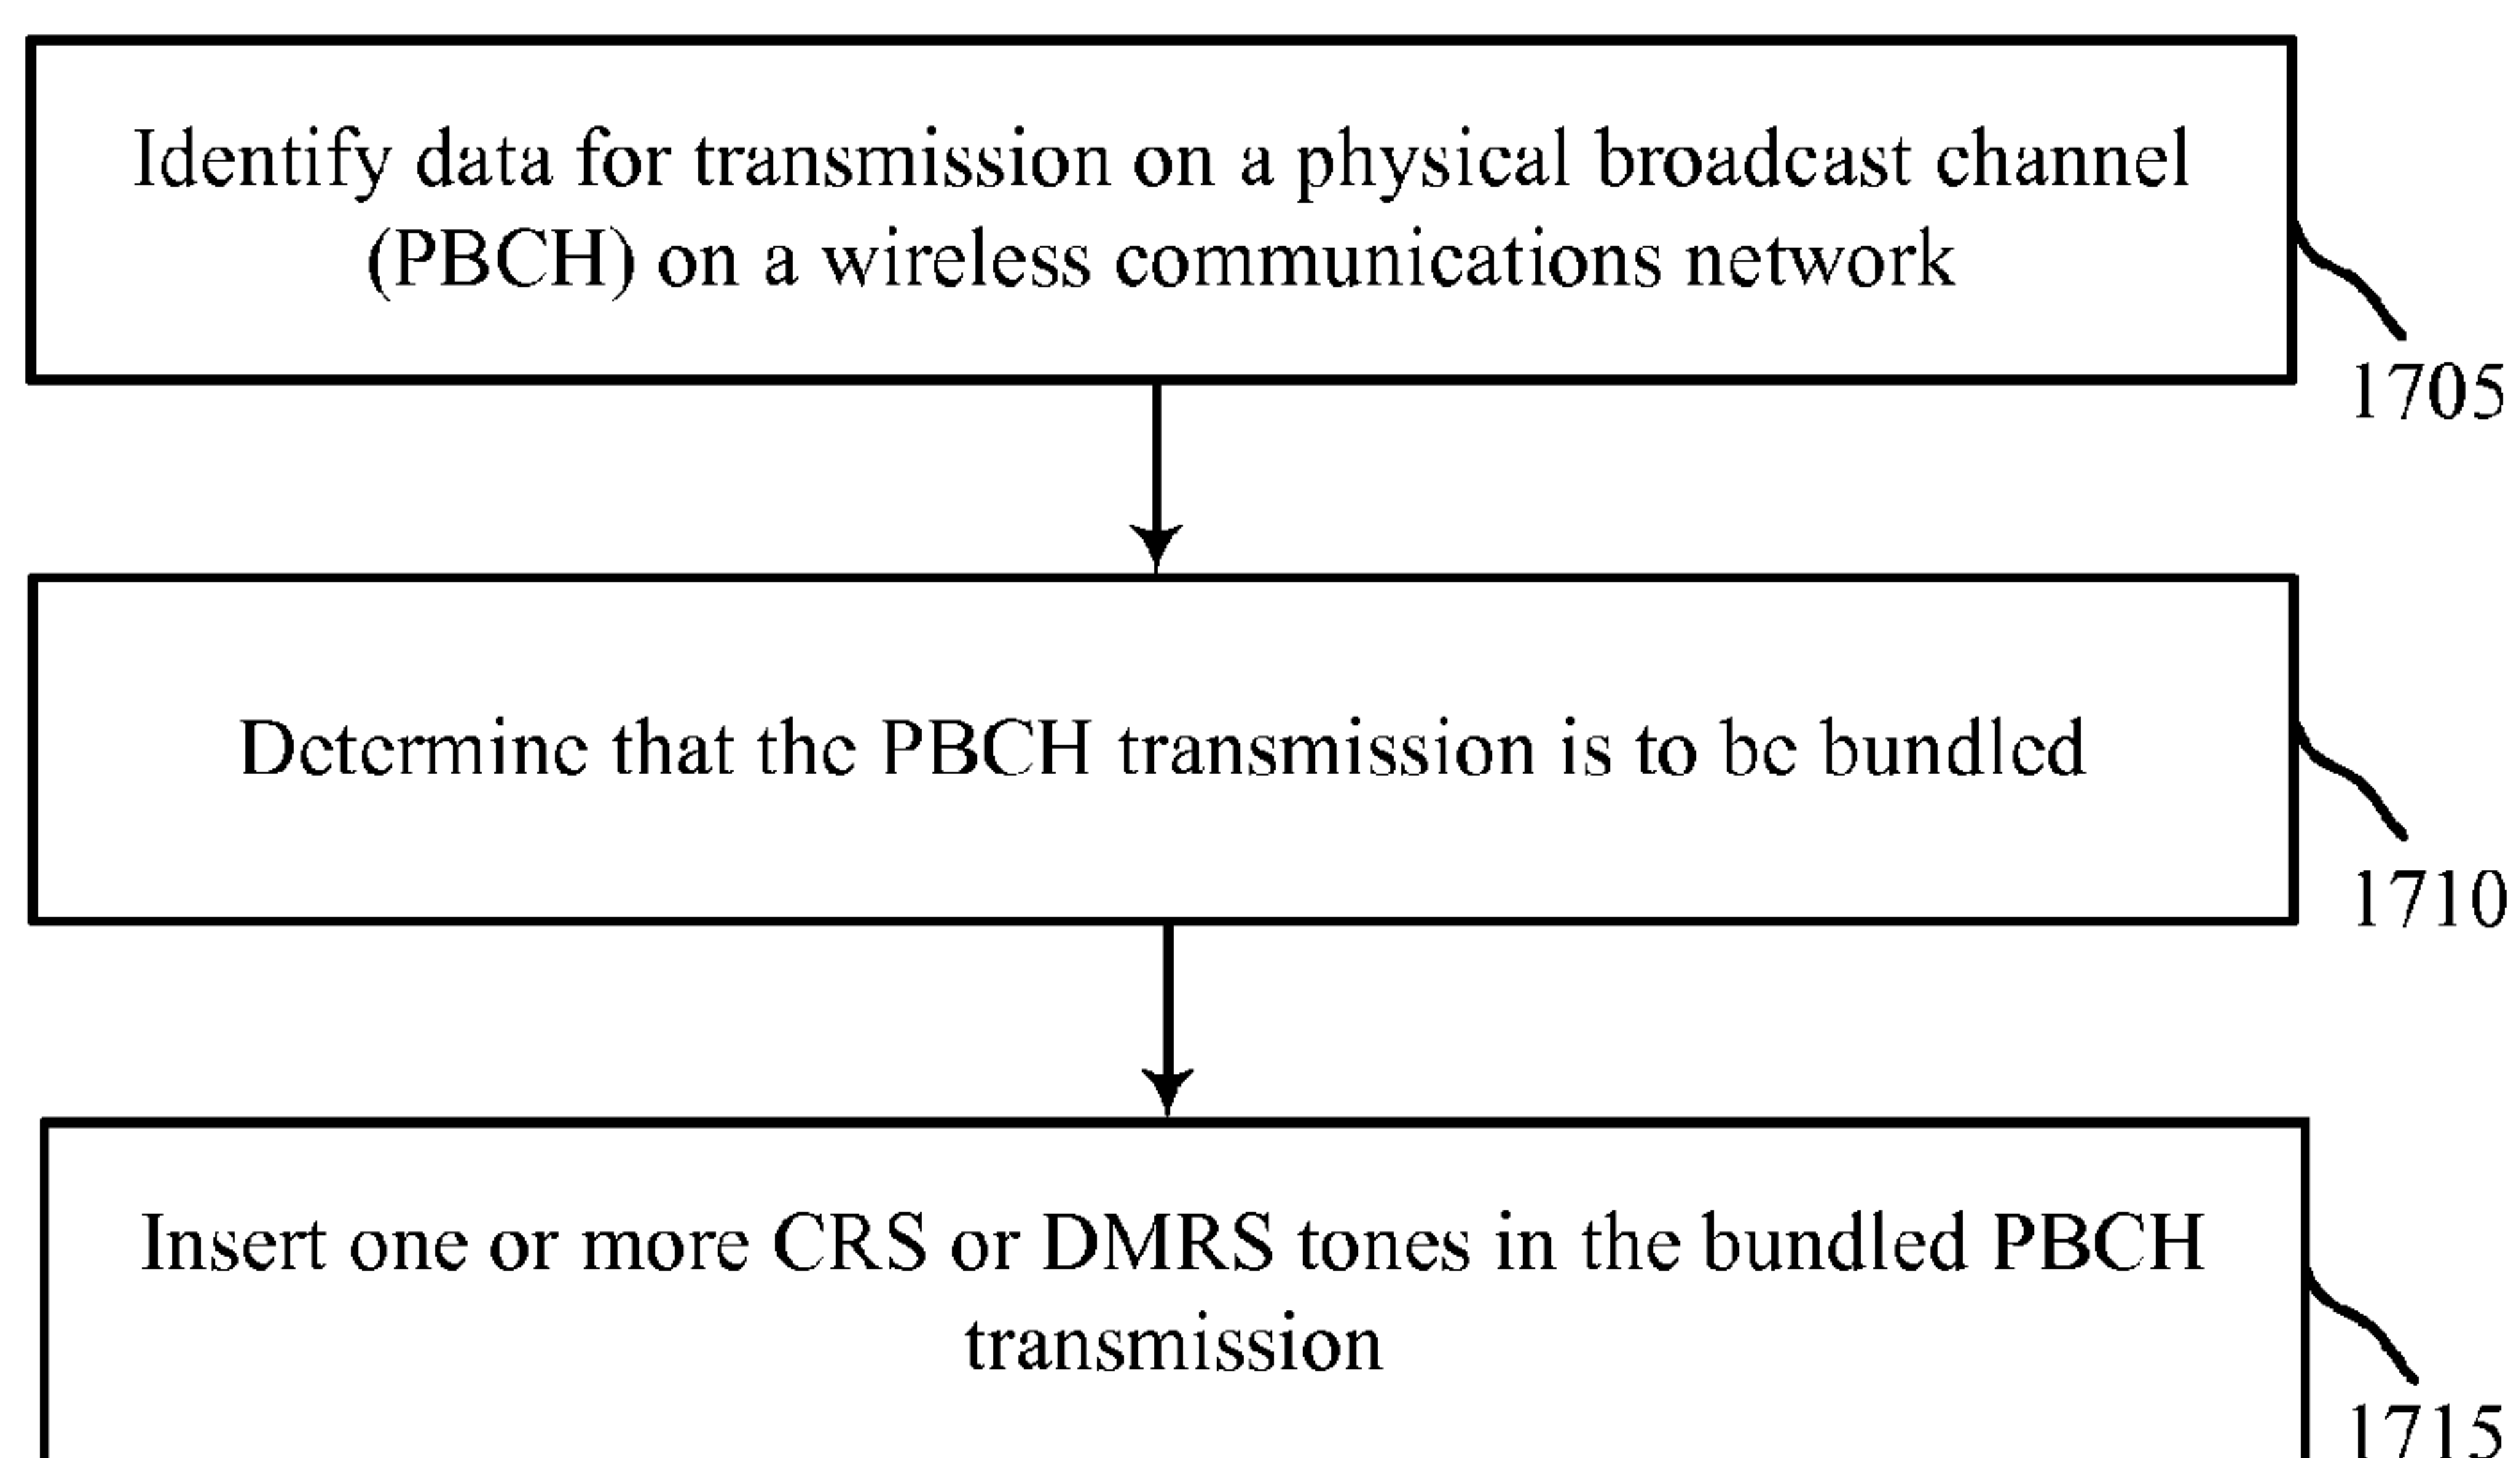 Identify data for transmission on a physical broadcast channel
(PBCH) on a wireless communications network
1705
Determine that the PBCH transmission is to be bundled
1710
Insert one or more CRS or DMRS tones in the bundled PBCH
transmission
1715